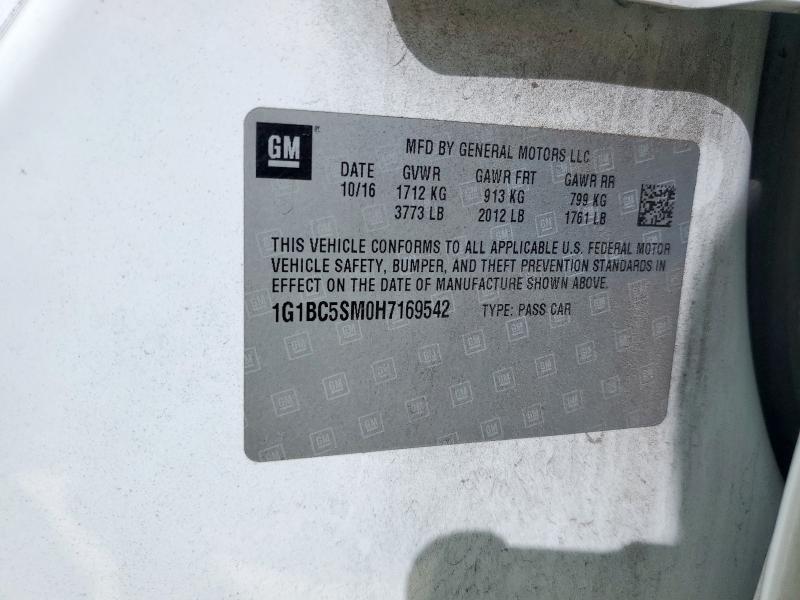 GM
MFD BY GENERAL MOTORS LLC
DATE GVWR GAWR FRT GAWR RR
10/16 1712 KG 913 KG 799 KG
3773 LB 2012 LB 1761 LB
THIS VEHICLE CONFORMS TO ALL APPLICABLE U.S. FEDERAL MOTOR
VEHICLE SAFETY, BUMPER, AND THEFT PREVENTION STANDARDS IN
EFFECT ON THE DATE OF MANUFACTURE SHOWN ABOVE.
1G1BC5SM0H7169542 TYPE: PASS CAR